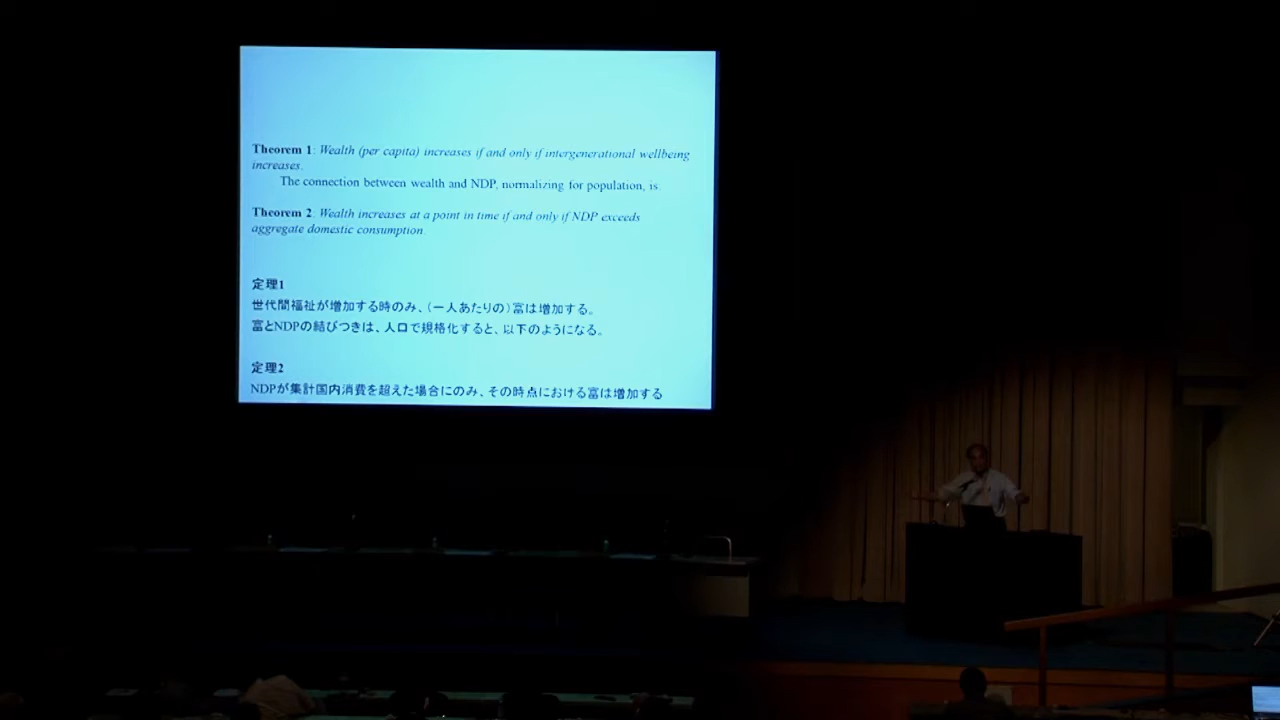 Theorem 1: Wealth (per capita) increases if and only if intergenerational wellbeing
increases.
The connection between wealth and NDP, normalizing for population, is:
Theorem 2: Wealth increases at a point in time if and only if NDP exceeds
aggregate domestic consumption.
定理1
世代間福祉が増加する時のみ、(一人あたりの)富は増加する。
富とNDPの結びつきは、人口で規格化すると、以下のようになる。
定理2
NDPが集計国内消費を超えた場合にのみ、その時点における富は増加する